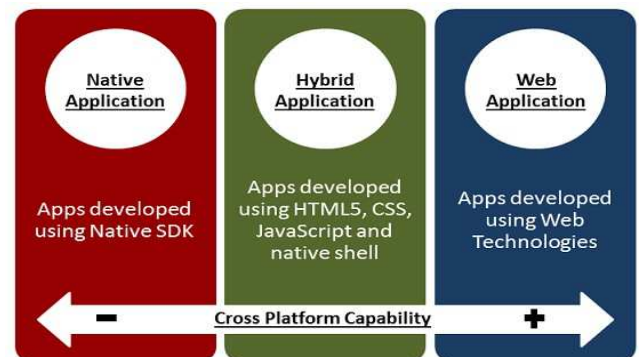 Native
Application
Apps developed
using Native SDK
Hybrid
Application
Apps developed
using HTML5, CSS,
JavaScript and
native shell
Web
Application
Apps developed
using Web
Technologies
- Cross Platform Capability +